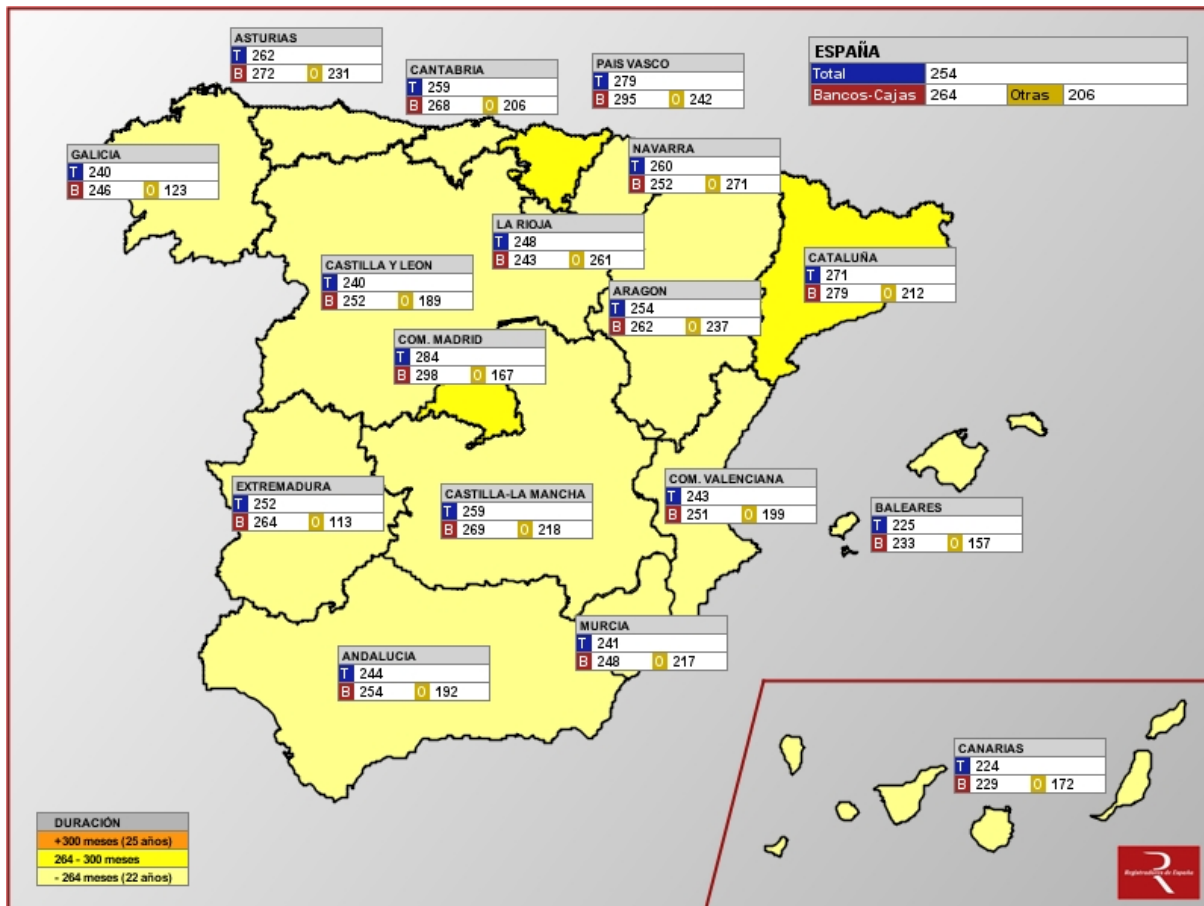 ASTURIAS
T 262
B 272 O 231
CANTABRIA
T 259
B 268 O 206
PAIS VASCO
T 279
B 295 O 242
ESPAÑA
Total 254
Bancos-Cajas 264 Otras 206
GALICIA
T 240
B 246 O 123
NAVARRA
T 260
B 252 O 271
LA RIOJA
T 248
B 243 O 261
CASTILLA Y LEON
T 240
B 252 O 189
CATALUÑA
T 271
B 279 O 212
ARAGON
T 254
B 262 O 237
COM. MADRID
T 284
B 298 O 167
EXTREMADURA
T 252
B 264 O 113
CASTILLA-LA MANCHA
T 259
B 269 O 218
COM. VALENCIANA
T 243
B 251 O 199
BALEARES
T 225
B 233 O 157
ANDALUCIA
T 244
B 254 O 192
MURCIA
T 241
B 248 O 217
CANARIAS
T 224
B 229 O 172
DURACIÓN
+300 meses (25 años)
264 - 300 meses
- 264 meses (22 años)
R
Registradores de España